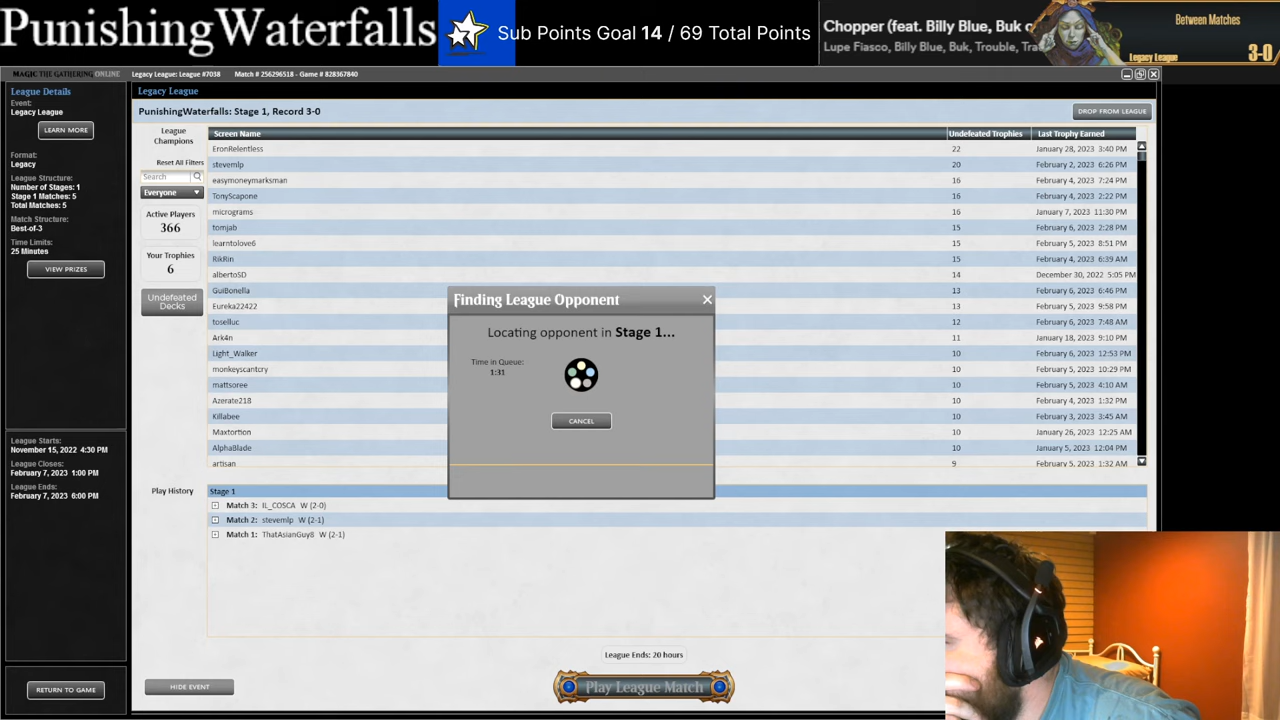 PunishingWaterfalls
Sub Points Goal 14 / 69 Total Points
Chopper (feat. Billy Blue, Buk
Lupe Fiasco, Billy Blue, Buk, Trouble,
Between Matches
Legacy League
3-0
MAGIC THE GATHERING ONLINE
Legacy League: League #7038
Match # 256296518 - Game # 828367840
League Details
Event:
Legacy League
LEARN MORE
Format:
Legacy
League Structure:
Number of Stages: 1
Stage 1 Matches: 5
Total Matches: 5
Match Structure:
Best-of-3
Time Limits:
25 Minutes
VIEW PRIZES
League Starts:
November 15, 2022 4:30 PM
League Closes:
February 7, 2023 1:00 PM
League Ends:
February 7, 2023 6:00 PM
RETURN TO GAME
Legacy League
PunishingWaterfalls: Stage 1, Record 3-0
DROP FROM LEAGUE
League Champions
Reset All Filters
Search
Everyone
Active Players
366
Your Trophies
6
Undefeated Decks
Screen Name Undefeated Trophies Last Trophy Earned
EronRelentless 22 January 28, 2023 3:40 PM
stevemlp 20 February 2, 2023 6:26 PM
easymoneymarksman 16 February 4, 2023 7:24 PM
TonyScapone 16 February 4, 2023 2:22 PM
micrograms 16 January 7, 2023 11:30 PM
tomjab 15 February 6, 2023 2:28 PM
learntolove6 15 February 5, 2023 8:51 PM
RikRin 15 February 4, 2023 6:39 AM
albertoSD 14 December 30, 2022 5:05 PM
GuiBonella 13 February 6, 2023 6:46 PM
Eureka22422 13 February 5, 2023 9:58 PM
toselluc 12 February 6, 2023 7:48 AM
Ark4n 11 January 18, 2023 9:10 PM
Light_Walker 10 February 6, 2023 12:53 PM
monkeyscantcry 10 February 5, 2023 10:29 PM
mattsoree 10 February 5, 2023 4:10 AM
Azerate218 10 February 4, 2023 1:32 PM
Killabee 10 February 3, 2023 3:45 AM
Maxtortion 10 January 26, 2023 12:25 AM
AlphaBlade 10 January 5, 2023 12:04 PM
artisan 9 February 5, 2023 1:32 AM
Finding League Opponent
Locating opponent in Stage 1...
Time in Queue:
1:31
CANCEL
Play History
Stage 1
Match 3: IL_COSCA W (2-0)
Match 2: stevemlp W (2-1)
Match 1: ThatAsianGuy8 W (2-1)
League Ends: 20 hours
HIDE EVENT
Play League Match